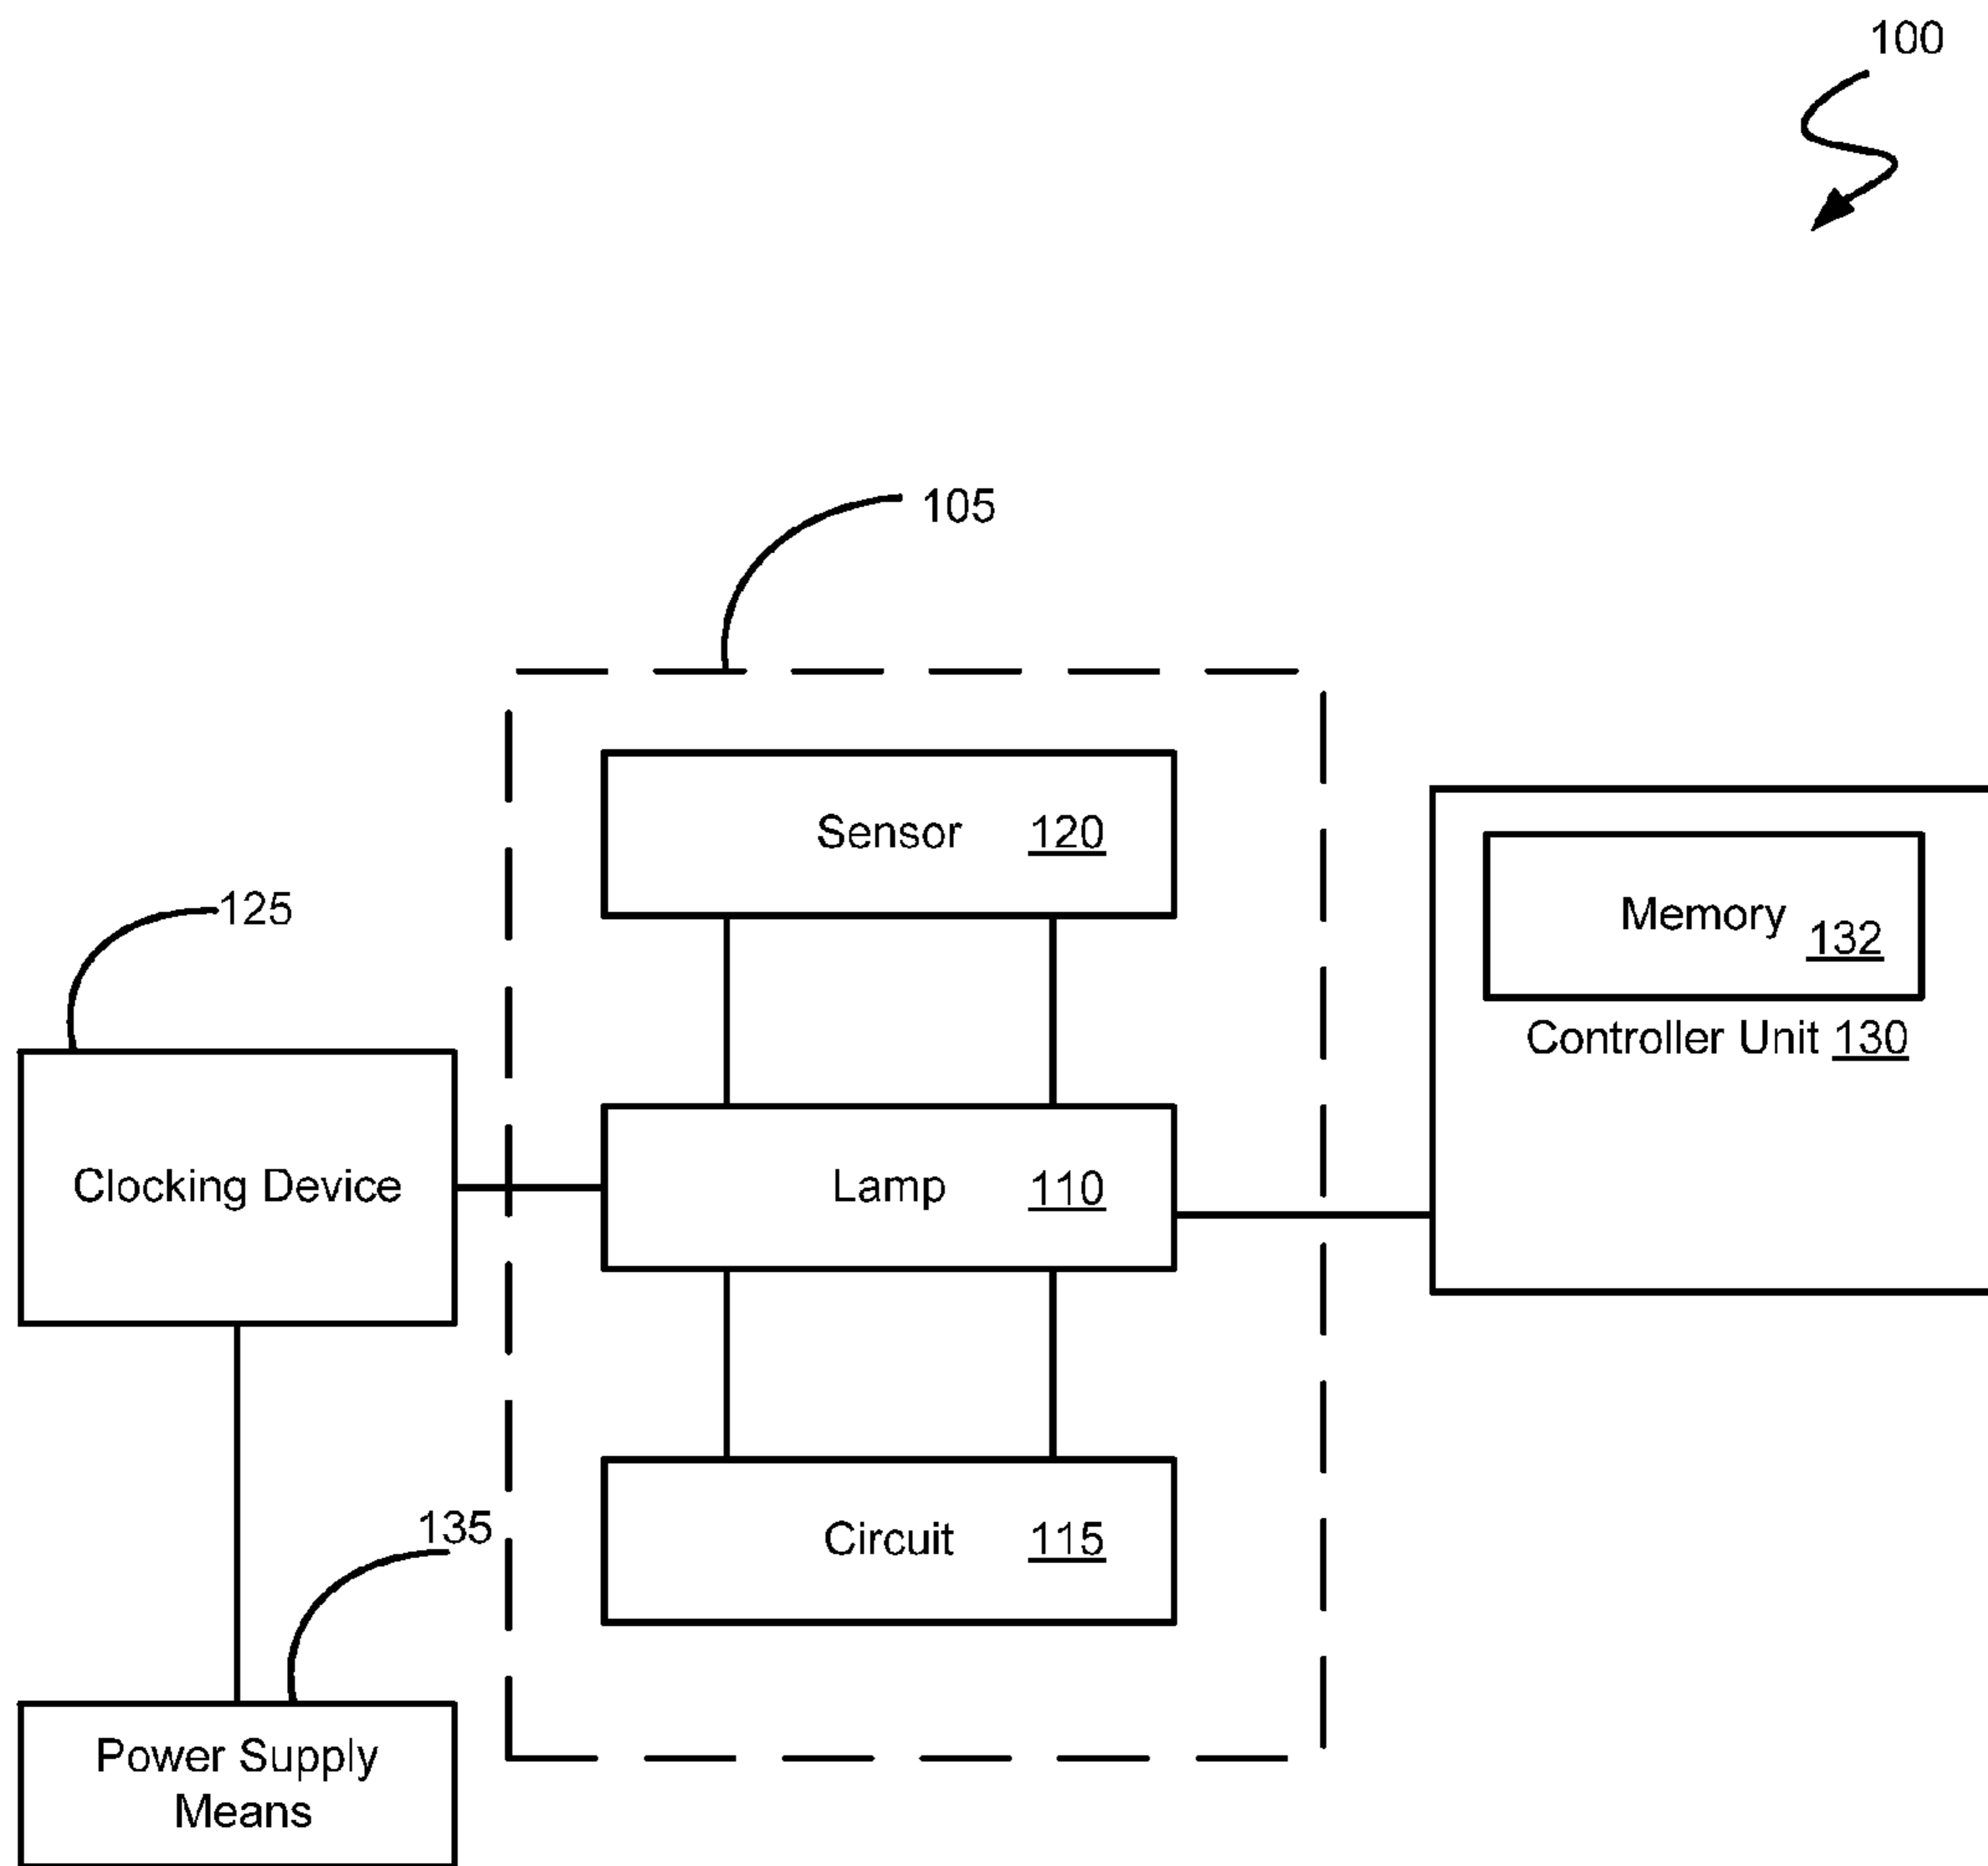 100
105
Sensor 120
125
Memory 132
Controller Unit 130
Clocking Device
Lamp 110
135
Circuit 115
Power Supply
Means